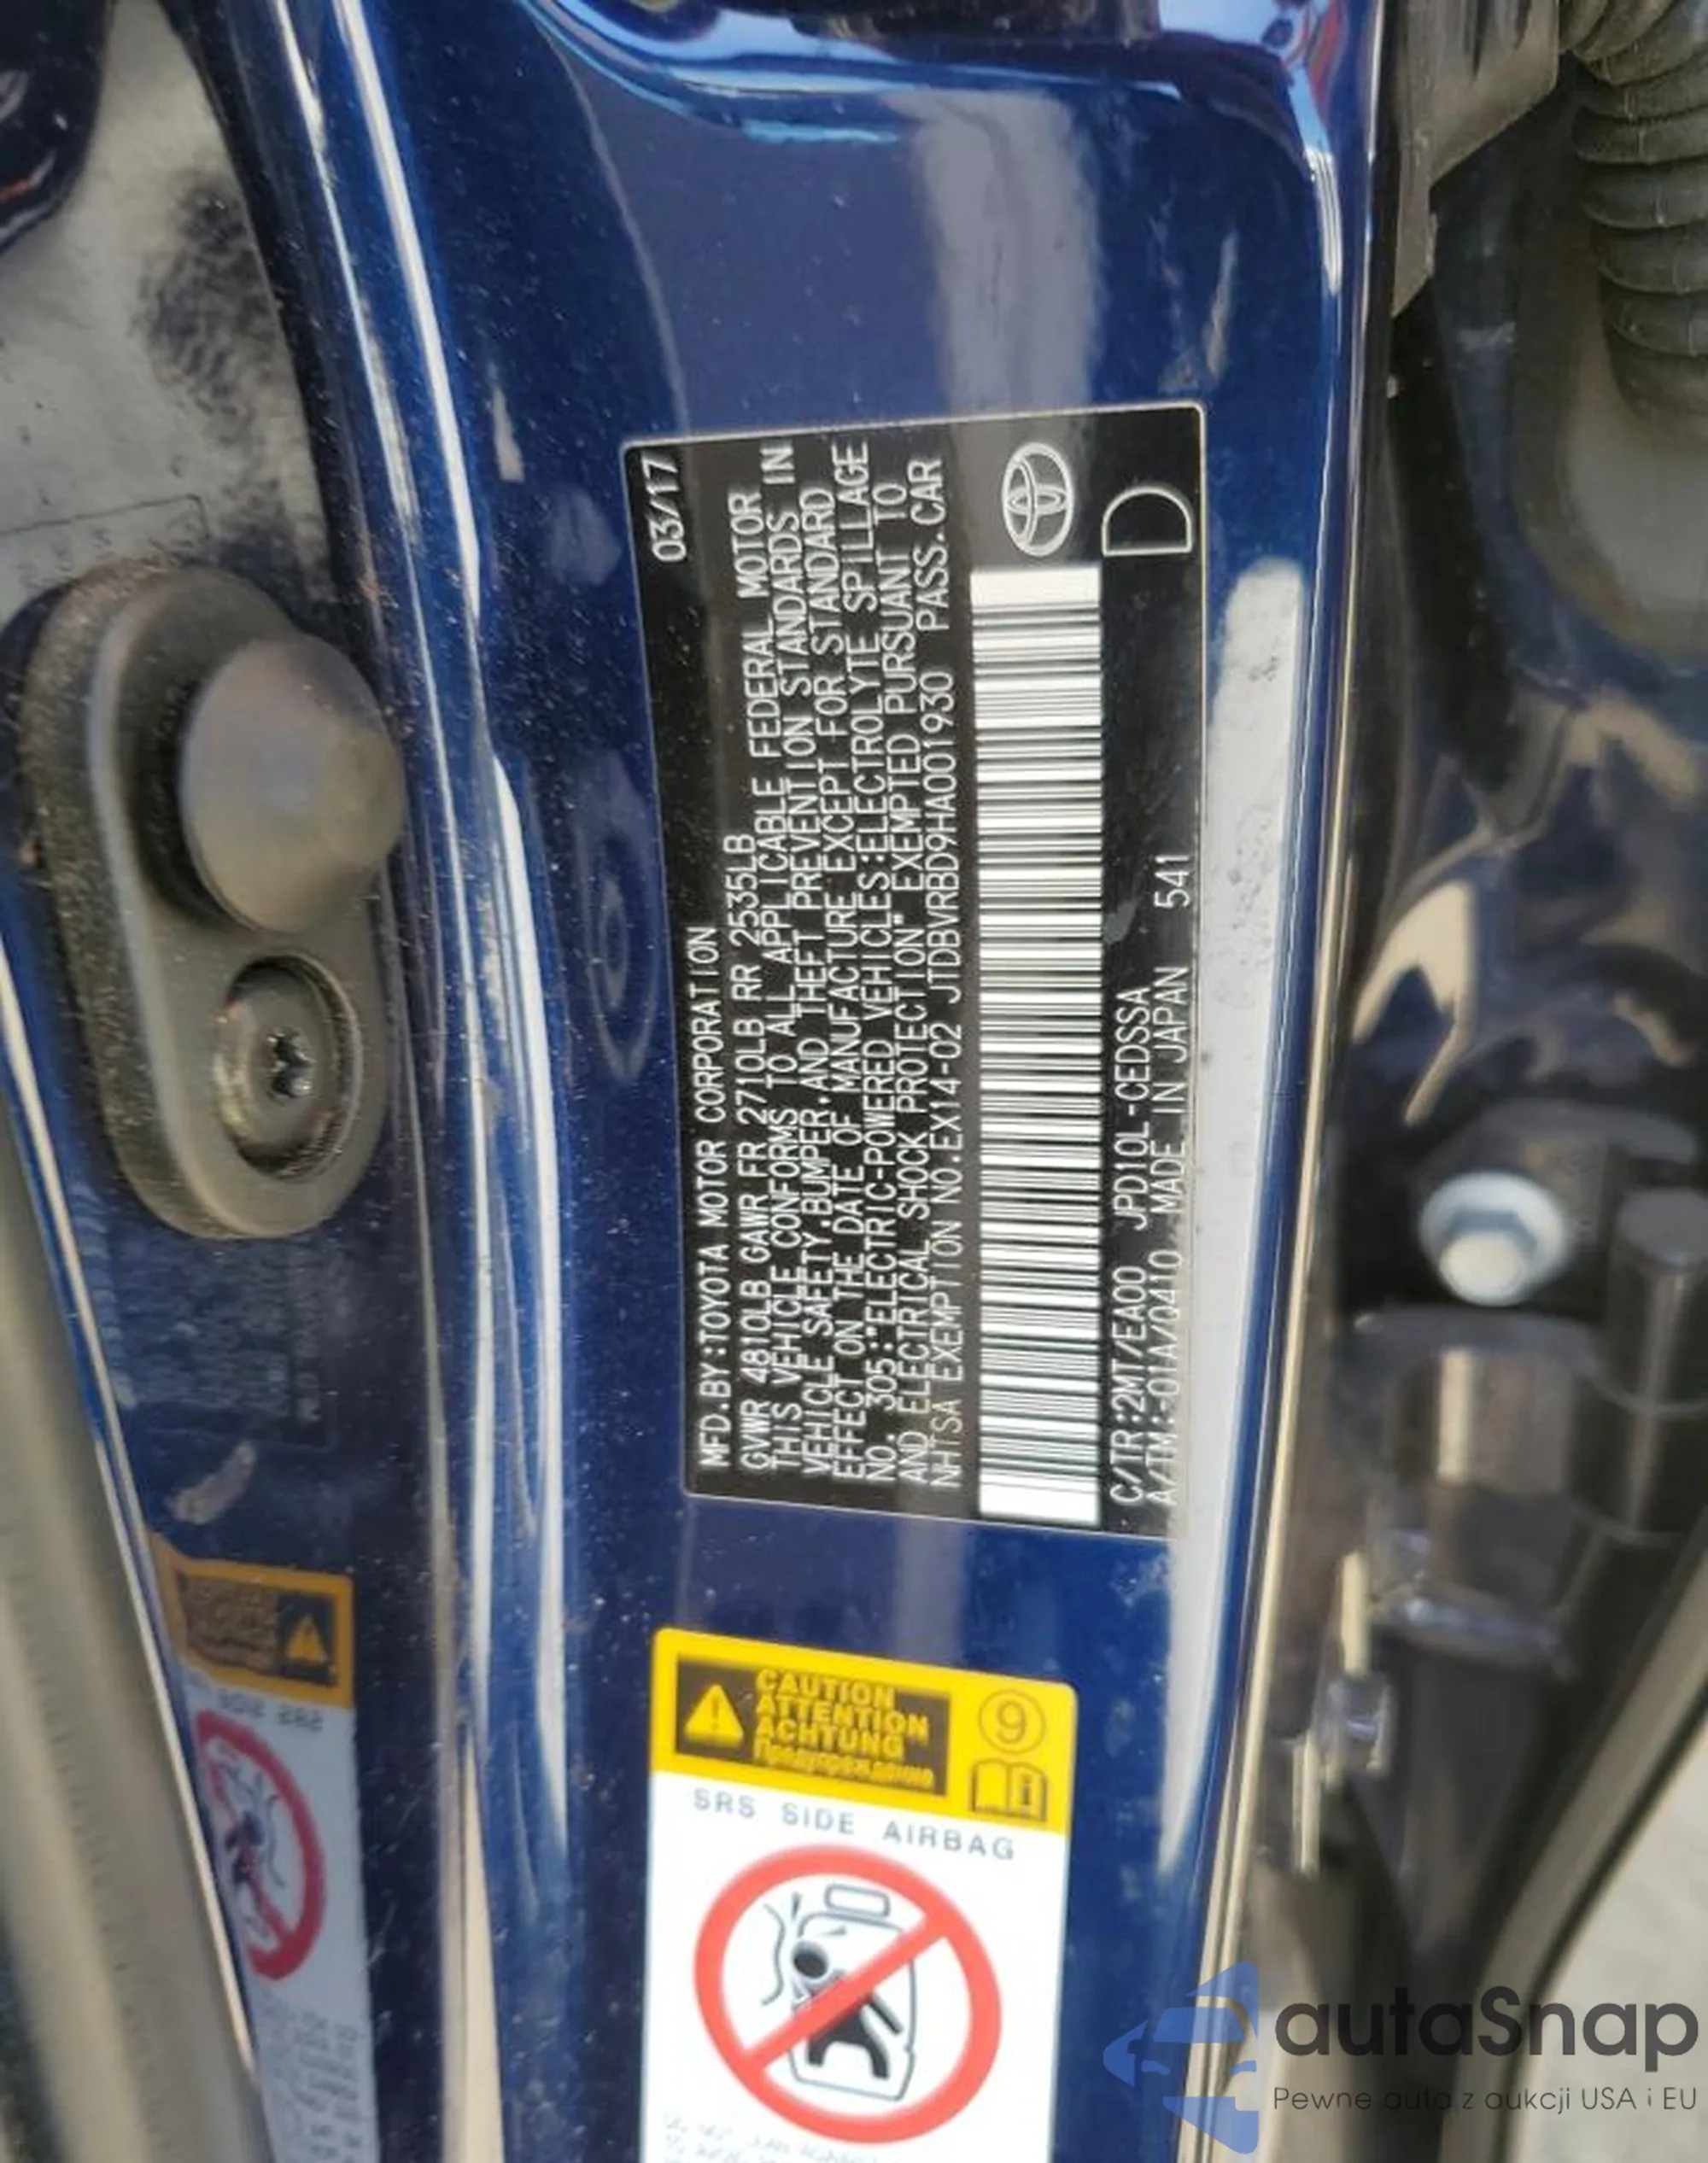 03/17
MFD.BY:TOYOTA MOTOR CORPORATION
GVWR 4810LB GAWR FR 2710LB RR 2535LB
THIS VEHICLE CONFORMS TO ALL APPLICABLE FEDERAL MOTOR
VEHICLE SAFETY,BUMPER,AND THEFT PREVENTION STANDARDS IN
EFFECT ON THE DATE OF MANUFACTURE EXCEPT FOR STANDARD
NO. 305:"ELECTRIC-POWERED VEHICLES:ELECTROLYTE SPILLAGE
AND ELECTRICAL SHOCK PROTECTION" EXEMPTED PURSUANT TO
NHTSA EXEMPTION NO.EX14-02 JTDBVRBD9HA001930 PASS.CAR
C/TR:2MT/EA00 JPD10L-CEDSSA
A/TM:-01A/Q410 MADE IN JAPAN 541
D
CAUTION
ATTENTION
ACHTUNG
Предупреждение
9
SRS SIDE AIRBAG
autaSnap
Pewne auta z aukcji USA i EU